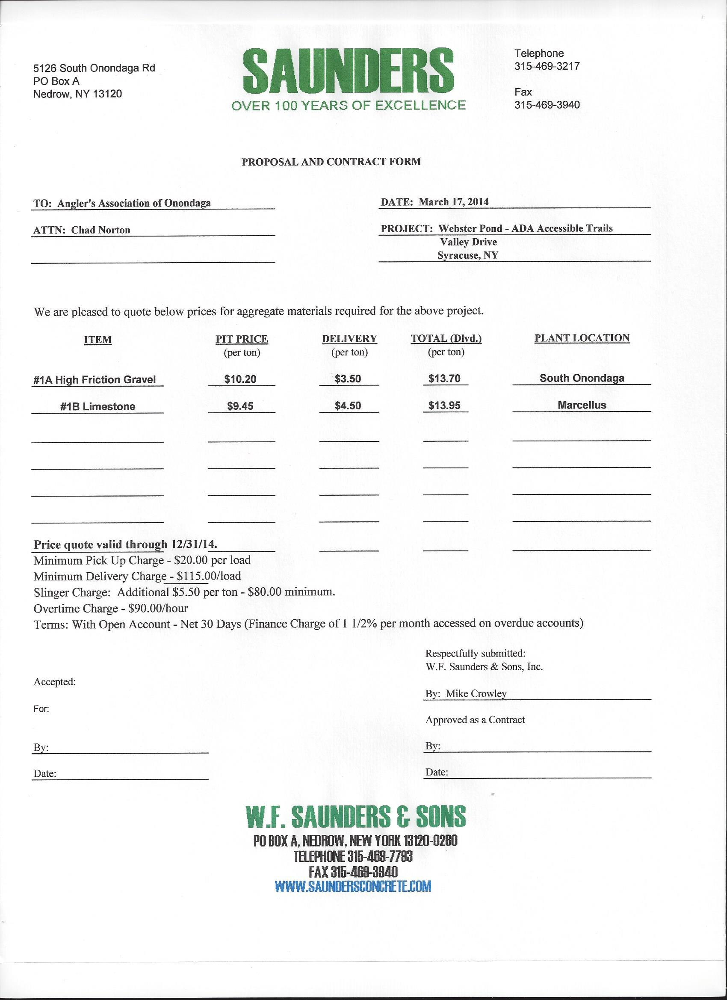 5126 South Onondaga Rd
PO Box A
Nedrow, NY 13120
SAUNDERS
OVER 100 YEARS OF EXCELLENCE
Telephone
315-469-3217
Fax
315-469-3940
PROPOSAL AND CONTRACT FORM
TO: Angler's Association of Onondaga
DATE: March 17, 2014
ATTN: Chad Norton
PROJECT: Webster Pond - ADA Accessible Trails
Valley Drive
Syracuse, NY
We are pleased to quote below prices for aggregate materials required for the above project.
ITEM PIT PRICE DELIVERY TOTAL (Dlvd.) PLANT LOCATION
(per ton) (per ton) (per ton)
#1A High Friction Gravel $10.20 $3.50 $13.70 South Onondaga
#1B Limestone $9.45 $4.50 $13.95 Marcellus
Price quote valid through 12/31/14.
Minimum Pick Up Charge - $20.00 per load
Minimum Delivery Charge - $115.00/load
Slinger Charge: Additional $5.50 per ton - $80.00 minimum.
Overtime Charge - $90.00/hour
Terms: With Open Account - Net 30 Days (Finance Charge of 1 1/2% per month accessed on overdue accounts)
Respectfully submitted:
W.F. Saunders & Sons, Inc.
Accepted:
By: Mike Crowley
For:
Approved as a Contract
By:
By:
Date:
Date:
W.F. SAUNDERS & SONS
PO BOX A, NEDROW, NEW YORK 13120-0280
TELEPHONE 315-469-7793
FAX 315-469-3940
WWW.SAUNDERSCONCRETE.COM